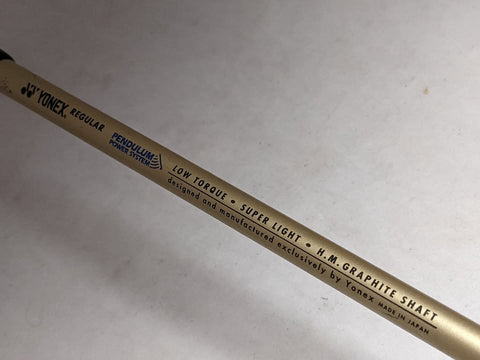 YONEX REGULAR
PENDULUM
POWER SYSTEM
LOW TORQUE • SUPER LIGHT • H.M. GRAPHITE SHAFT
designed and manufactured exclusively by Yonex MADE IN JAPAN